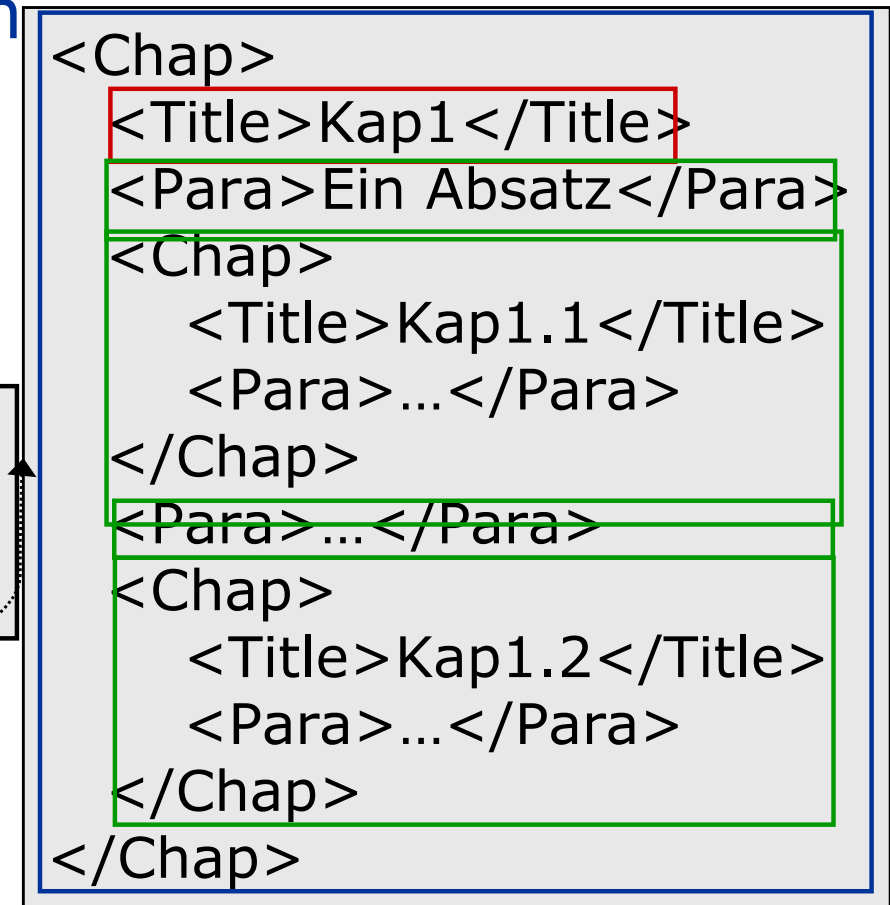 <Chap>
<Title>Kap1</Title>
<Para>Ein Absatz</Para>
<Chap>
<Title>Kap1.1</Title>
<Para>…</Para>
</Chap>
<Para>…</Para>
<Chap>
<Title>Kap1.2</Title>
<Para>…</Para>
</Chap>
</Chap>